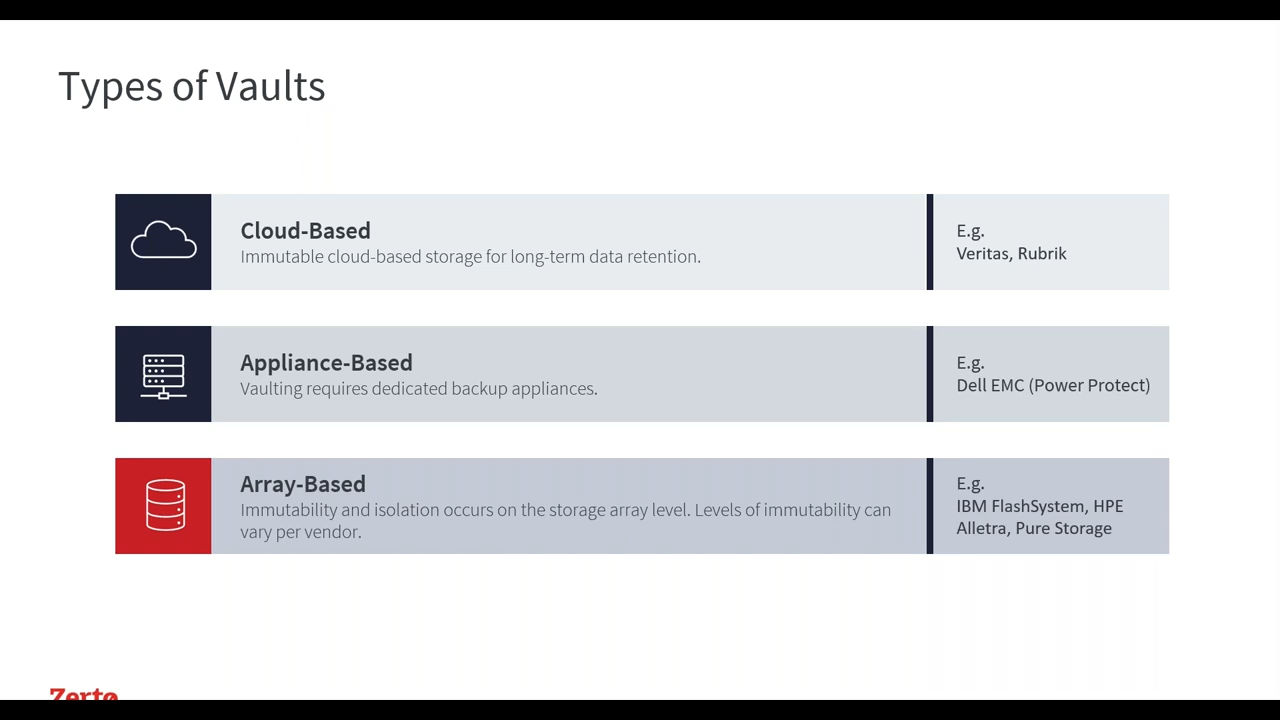 Types of Vaults
Cloud-Based
Immutable cloud-based storage for long-term data retention.
E.g.
Veritas, Rubrik
Appliance-Based
Vaulting requires dedicated backup appliances.
E.g.
Dell EMC (Power Protect)
Array-Based
Immutability and isolation occurs on the storage array level. Levels of immutability can
vary per vendor.
E.g.
IBM FlashSystem, HPE
Alletra, Pure Storage
Zerto